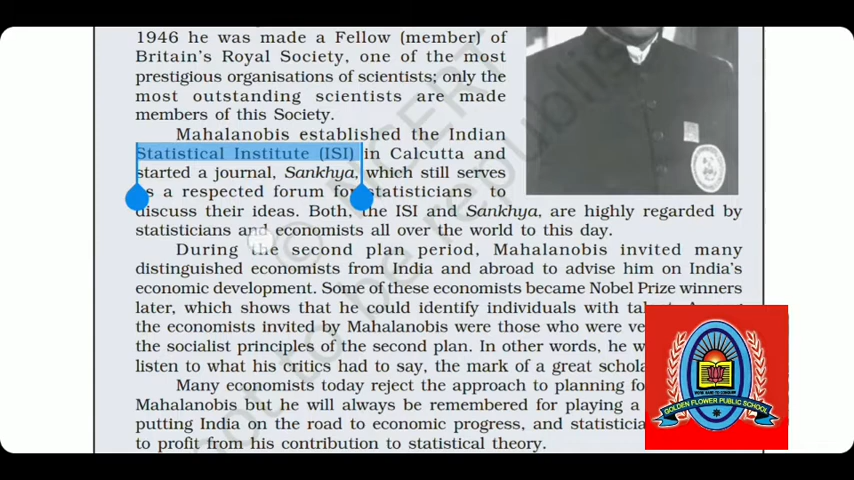 1946 he was made a Fellow (member) of
Britain's Royal Society, one of the most
prestigious organisations of scientists; only the
most outstanding scientists are made
members of this Society.
Mahalanobis established the Indian
Statistical Institute (ISI) in Calcutta and
started a journal, Sankhya, which still serves
as a respected forum for statisticians to
discuss their ideas. Both, the ISI and Sankhya, are highly regarded by
statisticians and economists all over the world to this day.
During the second plan period, Mahalanobis invited many
distinguished economists from India and abroad to advise him on India's
economic development. Some of these economists became Nobel Prize winners
later, which shows that he could identify individuals with
the economists invited by Mahalanobis were those who were
the socialist principles of the second plan. In other words, he
listen to what his critics had to say, the mark of a great
Many economists today reject the approach to planning
Mahalanobis but he will always be remembered for playing a
putting India on the road to economic progress, and
to profit from his contribution to statistical theory.
© NCERT
not to be republished
GOLDEN FLOWER PUBLIC SCHOOL